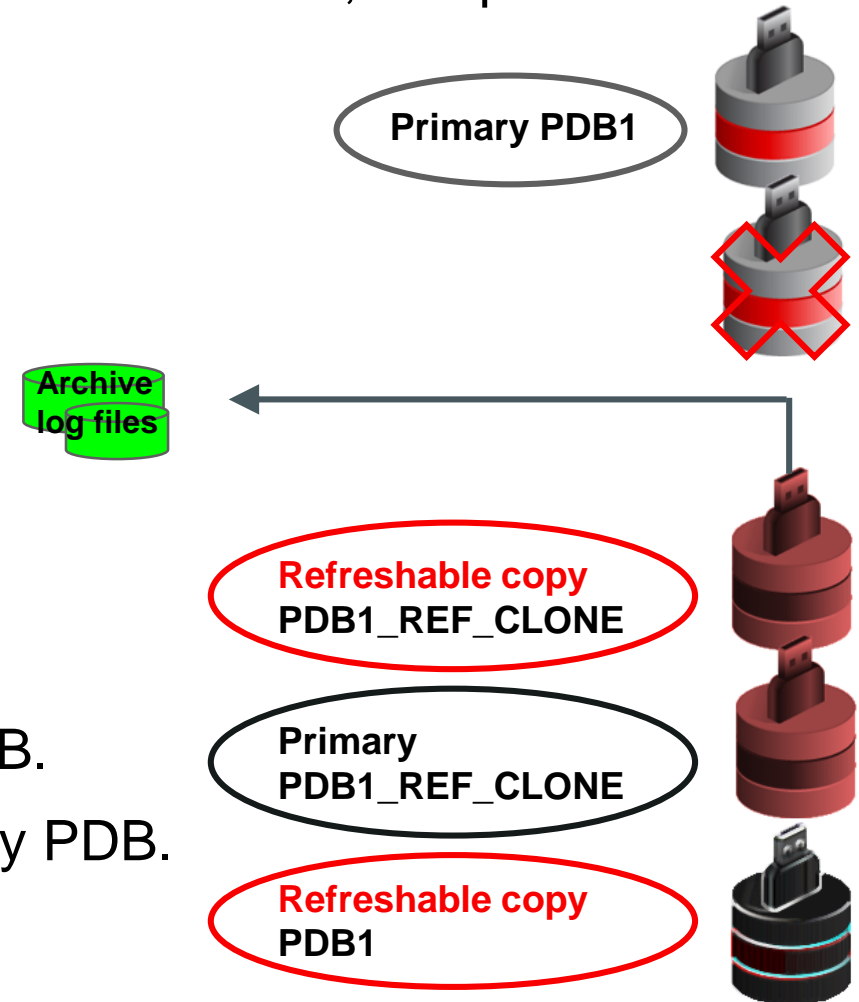 Primary PDB1
Archive
log files
Refreshable copy
PDB1_REF_CLONE
B.
Primary
PDB1_REF_CLONE
y PDB.
Refreshable copy
PDB1